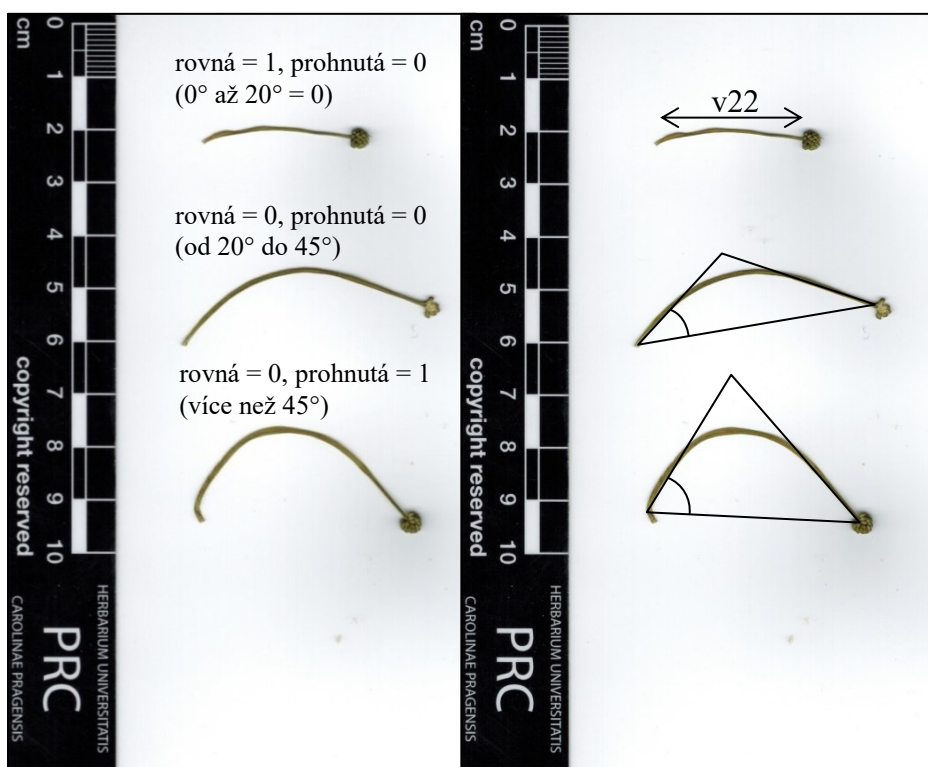 cm
0
1
2
3
4
5
6
7
8
9
10
copyright reserved
HERBARIUM UNIVERSITATIS
PRC
CAROLINAE PRAGENSIS
rovná = 1, prohnutá = 0
(0° až 20° = 0)
rovná = 0, prohnutá = 0
(od 20° do 45°)
rovná = 0, prohnutá = 1
(více než 45°)
cm
0
1
2
3
4
5
6
7
8
9
10
copyright reserved
HERBARIUM UNIVERSITATIS
PRC
CAROLINAE PRAGENSIS
v22